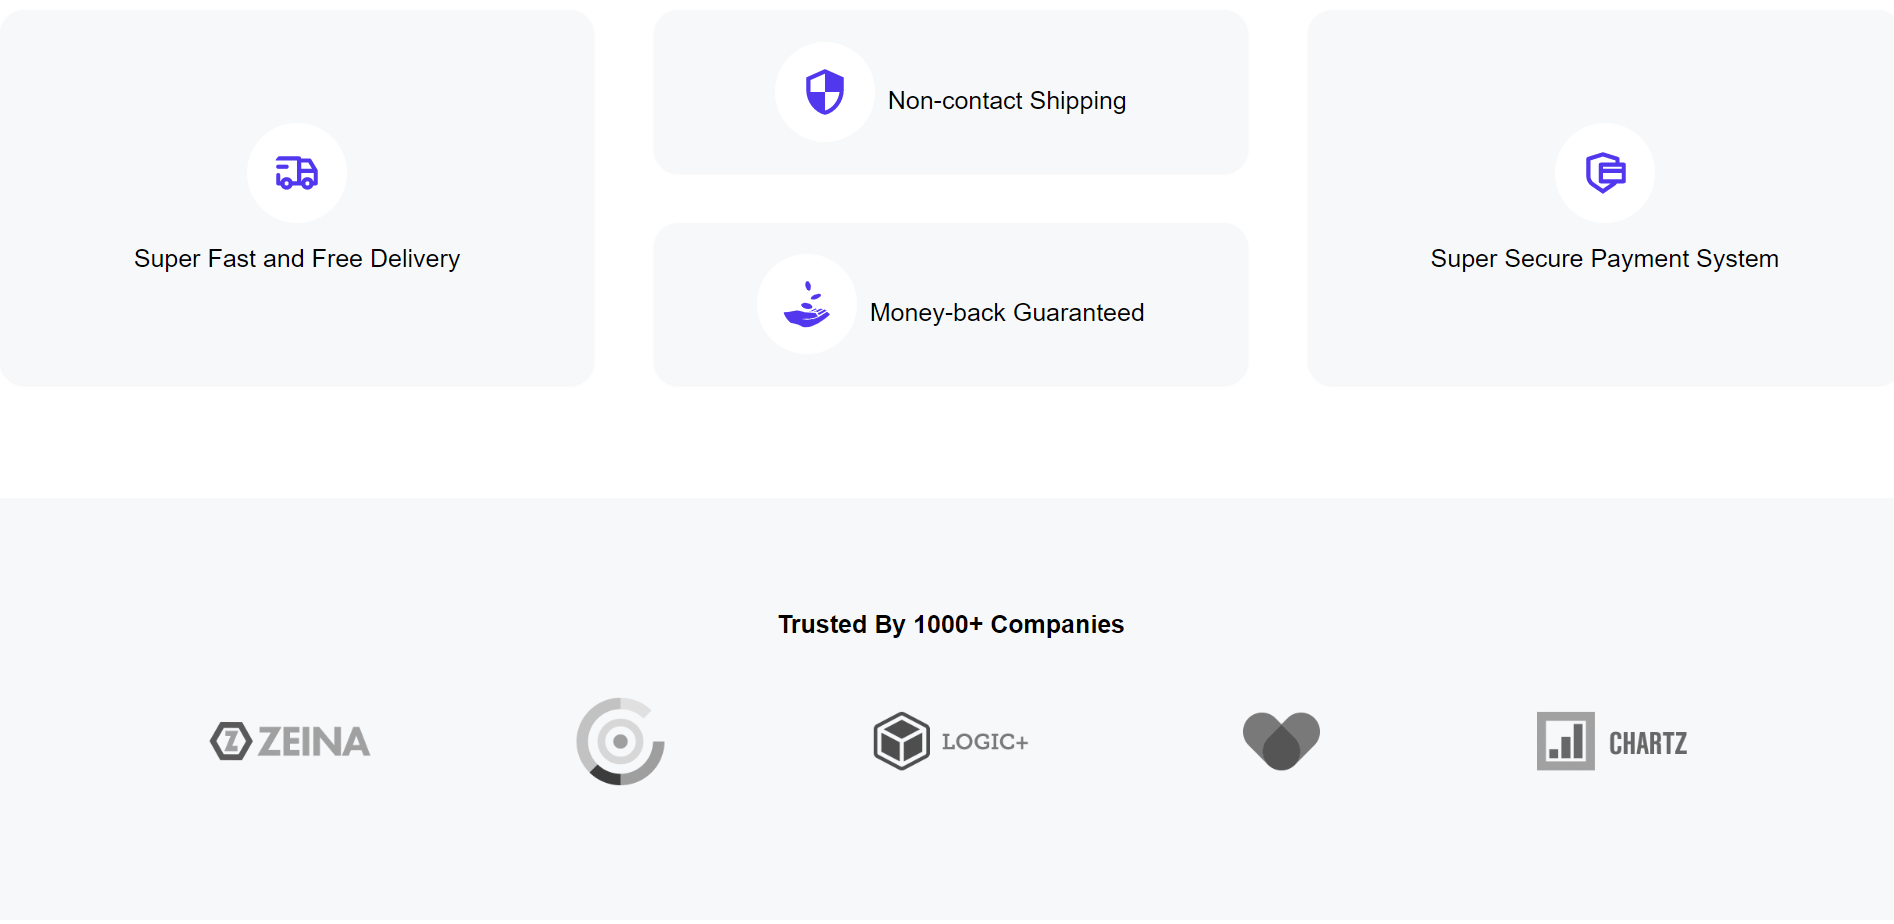 Super Fast and Free Delivery
Non-contact Shipping
Money-back Guaranteed
Super Secure Payment System
Trusted By 1000+ Companies
Z ZEINA
LOGIC+
CHARTZ